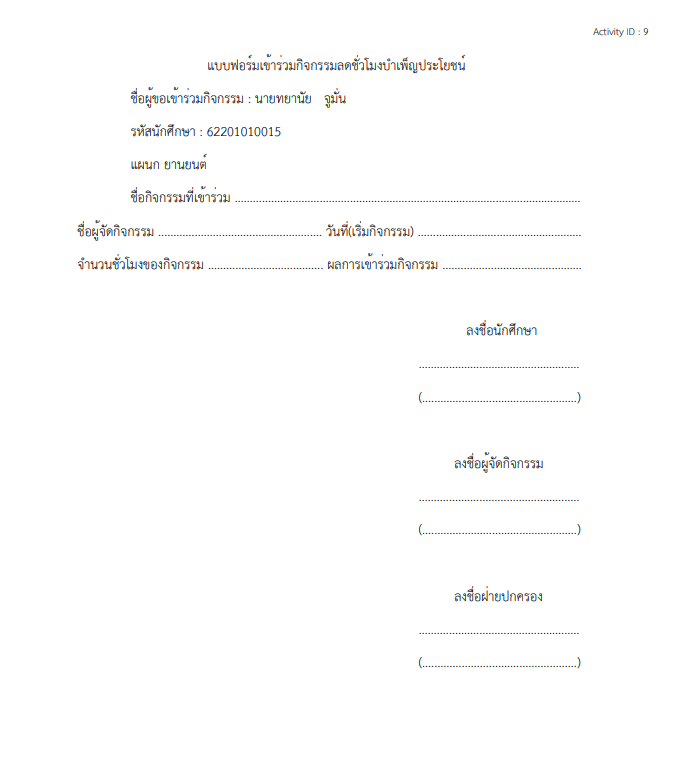 Activity ID : 9
แบบฟอร์มเข้าร่วมกิจกรรมลดชั่วโมงบำเพ็ญประโยชน์
ชื่อผู้ขอเข้าร่วมกิจกรรม : นายทยานัย จูมั่น
รหัสนักศึกษา : 62201010015
แผนก ยานยนต์
ชื่อกิจกรรมที่เข้าร่วม ................................................................................................................
ชื่อผู้จัดกิจกรรม ...................................................... วันที่(เริ่มกิจกรรม) ......................................................
จำนวนชั่วโมงของกิจกรรม ...................................... ผลการเข้าร่วมกิจกรรม ..............................................
ลงชื่อนักศึกษา
.....................................................
(...................................................)
ลงชื่อผู้จัดกิจกรรม
.....................................................
(...................................................)
ลงชื่อฝ่ายปกครอง
.....................................................
(...................................................)